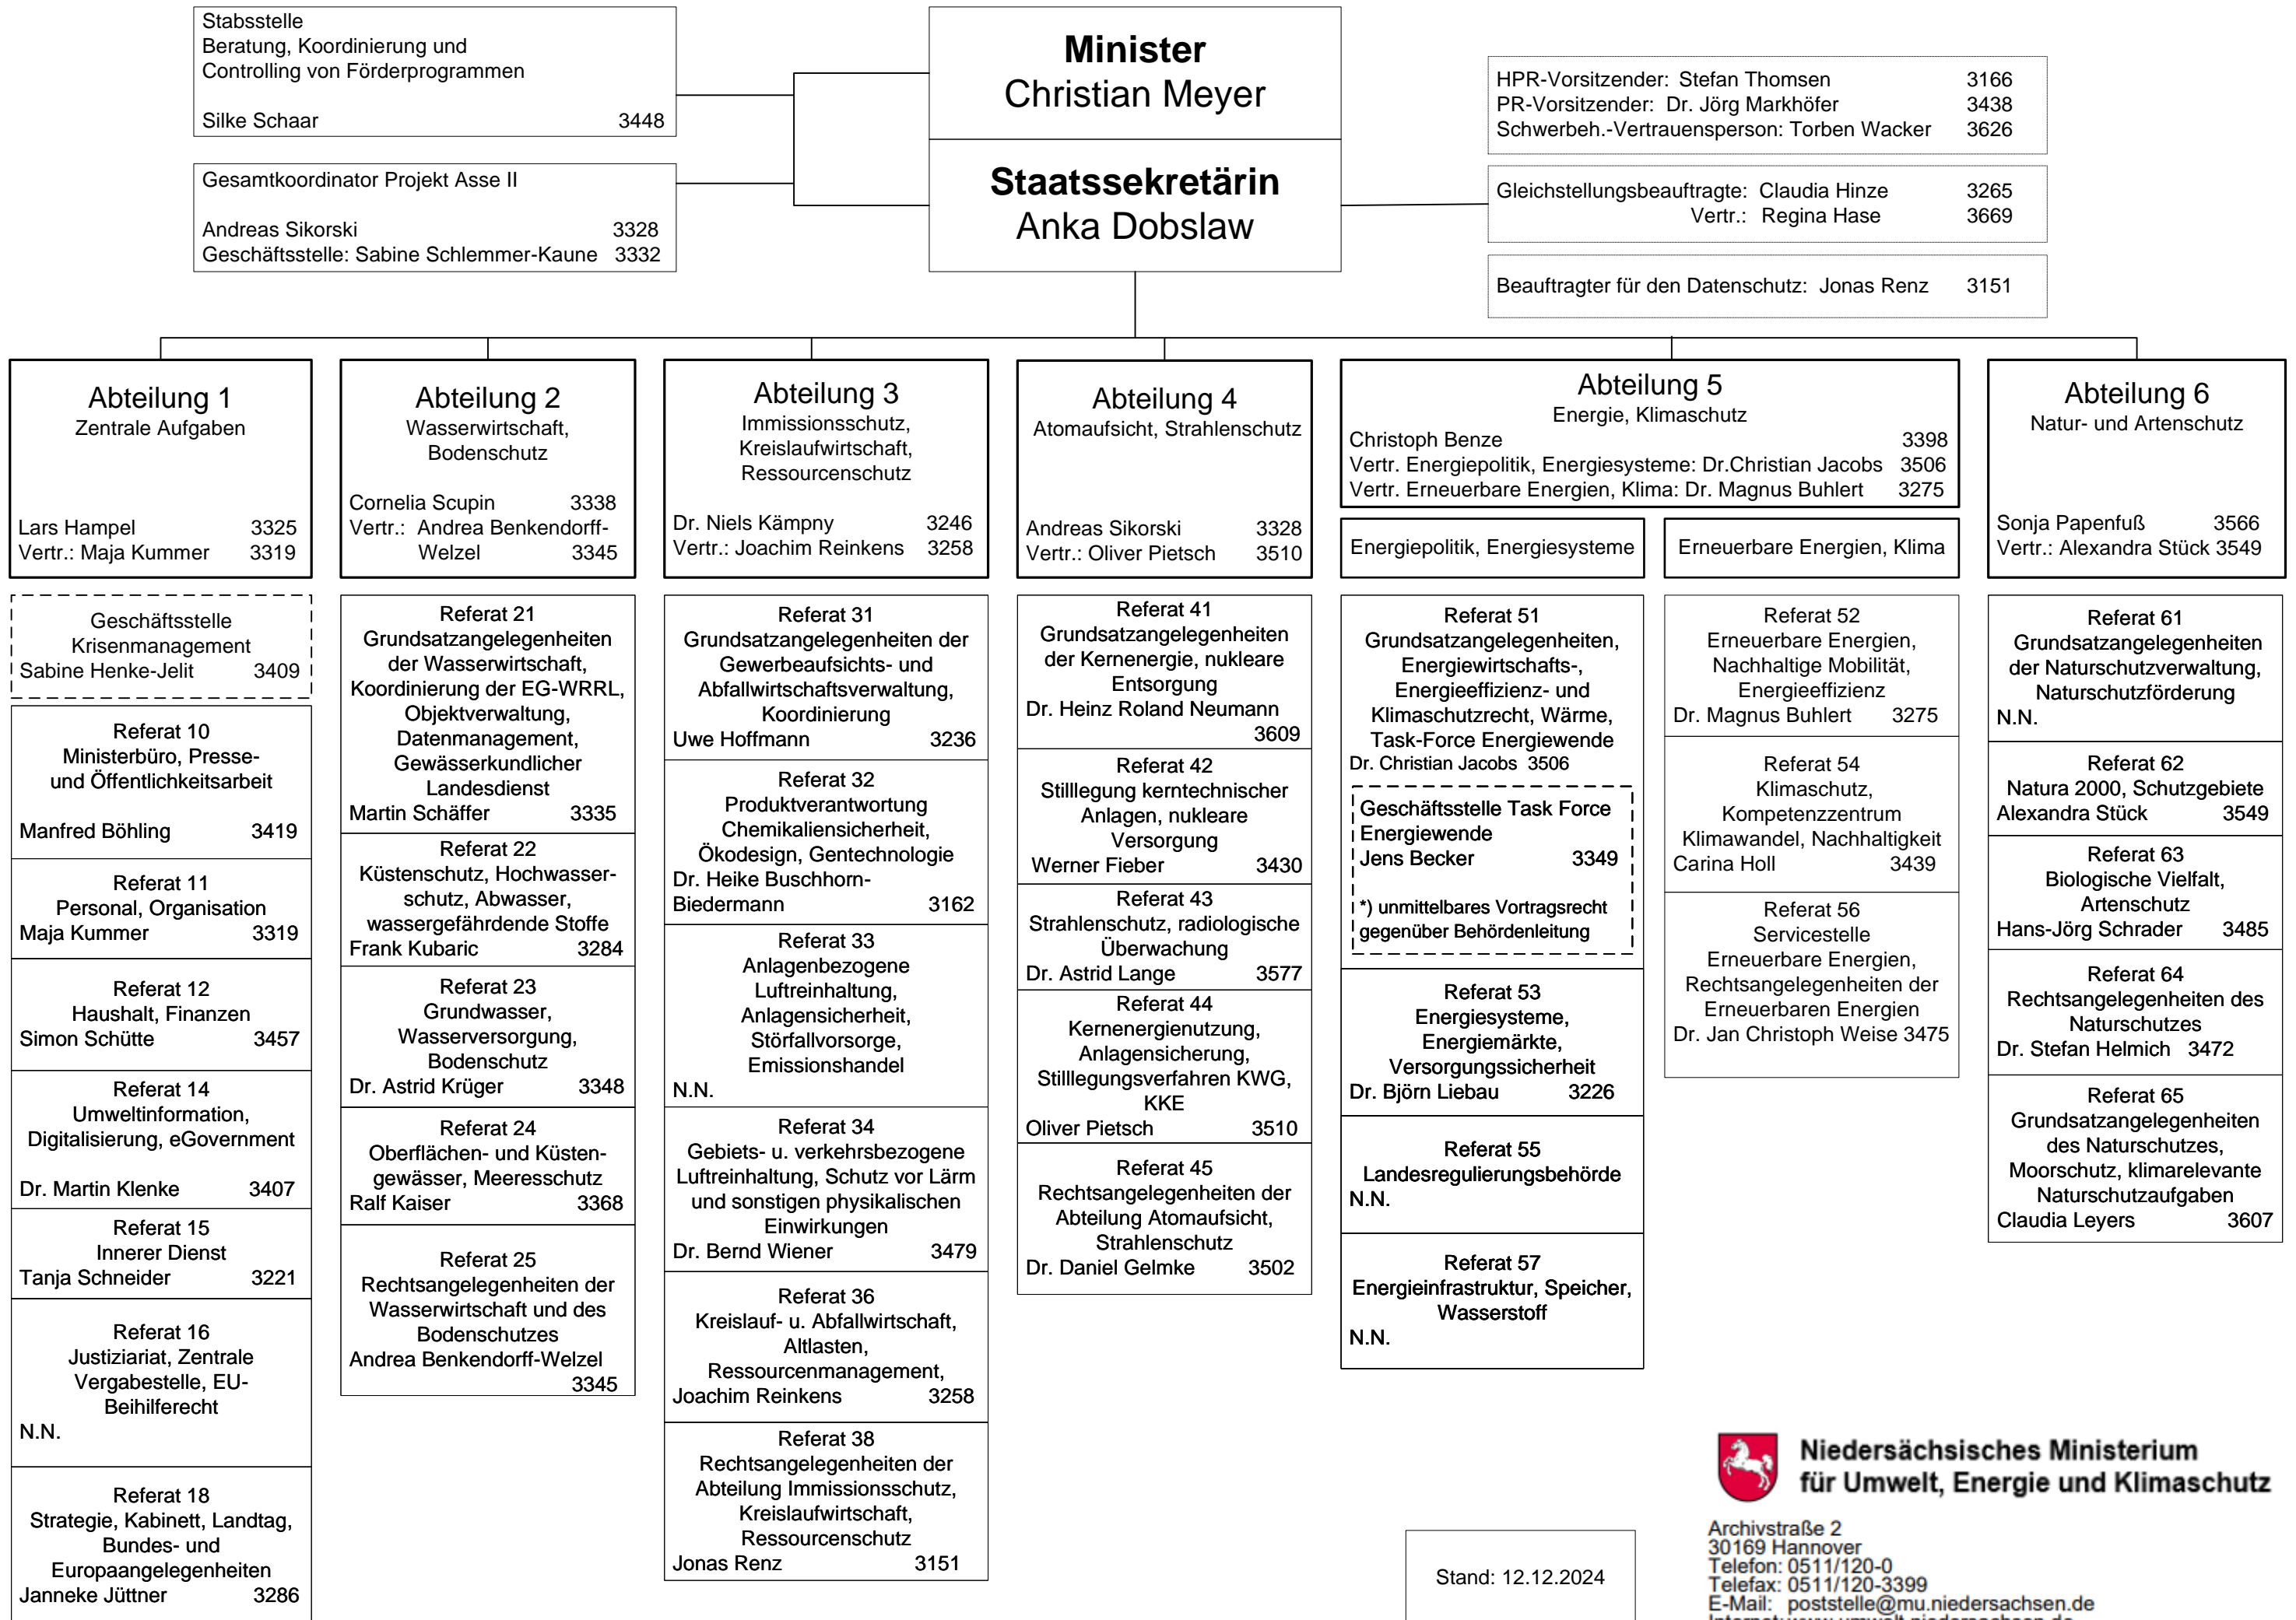 Stabsstelle
Beratung, Koordinierung und
Controlling von Förderprogrammen
Silke Schaar 3448
Gesamtkoordinator Projekt Asse II
Andreas Sikorski 3328
Geschäftsstelle: Sabine Schlemmer-Kaune 3332
Minister
Christian Meyer
Staatssekretärin
Anka Dobslaw
HPR-Vorsitzender: Stefan Thomsen 3166
PR-Vorsitzender: Dr. Jörg Markhöfer 3438
Schwerbeh.-Vertrauensperson: Torben Wacker 3626
Gleichstellungsbeauftragte: Claudia Hinze 3265
Vertr.: Regina Hase 3669
Beauftragter für den Datenschutz: Jonas Renz 3151
Abteilung 1
Zentrale Aufgaben
Lars Hampel 3325
Vertr.: Maja Kummer 3319
Geschäftsstelle
Krisenmanagement
Sabine Henke-Jelit 3409
Referat 10
Ministerbüro, Presse-
und Öffentlichkeitsarbeit
Manfred Böhling 3419
Referat 11
Personal, Organisation
Maja Kummer 3319
Referat 12
Haushalt, Finanzen
Simon Schütte 3457
Referat 14
Umweltinformation,
Digitalisierung, eGovernment
Dr. Martin Klenke 3407
Referat 15
Innerer Dienst
Tanja Schneider 3221
Referat 16
Justiziariat, Zentrale
Vergabestelle, EU-
Beihilferecht
N.N.
Referat 18
Strategie, Kabinett, Landtag,
Bundes- und
Europaangelegenheiten
Janneke Jüttner 3286
Abteilung 2
Wasserwirtschaft,
Bodenschutz
Cornelia Scupin 3338
Vertr.: Andrea Benkendorff-
Welzel 3345
Referat 21
Grundsatzangelegenheiten
der Wasserwirtschaft,
Koordinierung der EG-WRRL,
Objektverwaltung,
Datenmanagement,
Gewässerkundlicher
Landesdienst
Martin Schäffer 3335
Referat 22
Küstenschutz, Hochwasser-
schutz, Abwasser,
wassergefährdende Stoffe
Frank Kubaric 3284
Referat 23
Grundwasser,
Wasserversorgung,
Bodenschutz
Dr. Astrid Krüger 3348
Referat 24
Oberflächen- und Küsten-
gewässer, Meeresschutz
Ralf Kaiser 3368
Referat 25
Rechtsangelegenheiten der
Wasserwirtschaft und des
Bodenschutzes
Andrea Benkendorff-Welzel
3345
Abteilung 3
Immissionsschutz,
Kreislaufwirtschaft,
Ressourcenschutz
Dr. Niels Kämpny 3246
Vertr.: Joachim Reinkens 3258
Referat 31
Grundsatzangelegenheiten der
Gewerbeaufsichts- und
Abfallwirtschaftsverwaltung,
Koordinierung
Uwe Hoffmann 3236
Referat 32
Produktverantwortung
Chemikaliensicherheit,
Ökodesign, Gentechnologie
Dr. Heike Buschhorn-
Biedermann 3162
Referat 33
Anlagenbezogene
Luftreinhaltung,
Anlagensicherheit,
Störfallvorsorge,
Emissionshandel
N.N.
Referat 34
Gebiets- u. verkehrsbezogene
Luftreinhaltung, Schutz vor Lärm
und sonstigen physikalischen
Einwirkungen
Dr. Bernd Wiener 3479
Referat 36
Kreislauf- u. Abfallwirtschaft,
Altlasten,
Ressourcenmanagement,
Joachim Reinkens 3258
Referat 38
Rechtsangelegenheiten der
Abteilung Immissionsschutz,
Kreislaufwirtschaft,
Ressourcenschutz
Jonas Renz 3151
Abteilung 4
Atomaufsicht, Strahlenschutz
Andreas Sikorski 3328
Vertr.: Oliver Pietsch 3510
Referat 41
Grundsatzangelegenheiten
der Kernenergie, nukleare
Entsorgung
Dr. Heinz Roland Neumann
3609
Referat 42
Stilllegung kerntechnischer
Anlagen, nukleare
Versorgung
Werner Fieber 3430
Referat 43
Strahlenschutz, radiologische
Überwachung
Dr. Astrid Lange 3577
Referat 44
Kernenergienutzung,
Anlagensicherung,
Stilllegungsverfahren KWG,
KKE
Oliver Pietsch 3510
Referat 45
Rechtsangelegenheiten der
Abteilung Atomaufsicht,
Strahlenschutz
Dr. Daniel Gelmke 3502
Abteilung 5
Energie, Klimaschutz
Christoph Benze 3398
Vertr. Energiepolitik, Energiesysteme: Dr.Christian Jacobs 3506
Vertr. Erneuerbare Energien, Klima: Dr. Magnus Buhlert 3275
Energiepolitik, Energiesysteme
Referat 51
Grundsatzangelegenheiten,
Energiewirtschafts-,
Energieeffizienz- und
Klimaschutzrecht, Wärme,
Task-Force Energiewende
Dr. Christian Jacobs 3506
Geschäftsstelle Task Force
Energiewende
Jens Becker 3349
*) unmittelbares Vortragsrecht
gegenüber Behördenleitung
Referat 53
Energiesysteme,
Energiemärkte,
Versorgungssicherheit
Dr. Björn Liebau 3226
Referat 55
Landesregulierungsbehörde
N.N.
Referat 57
Energieinfrastruktur, Speicher,
Wasserstoff
N.N.
Erneuerbare Energien, Klima
Referat 52
Erneuerbare Energien,
Nachhaltige Mobilität,
Energieeffizienz
Dr. Magnus Buhlert 3275
Referat 54
Klimaschutz,
Kompetenzzentrum
Klimawandel, Nachhaltigkeit
Carina Holl 3439
Referat 56
Servicestelle
Erneuerbare Energien,
Rechtsangelegenheiten der
Erneuerbaren Energien
Dr. Jan Christoph Weise 3475
Abteilung 6
Natur- und Artenschutz
Sonja Papenfuß 3566
Vertr.: Alexandra Stück 3549
Referat 61
Grundsatzangelegenheiten
der Naturschutzverwaltung,
Naturschutzförderung
N.N.
Referat 62
Natura 2000, Schutzgebiete
Alexandra Stück 3549
Referat 63
Biologische Vielfalt,
Artenschutz
Hans-Jörg Schrader 3485
Referat 64
Rechtsangelegenheiten des
Naturschutzes
Dr. Stefan Helmich 3472
Referat 65
Grundsatzangelegenheiten
des Naturschutzes,
Moorschutz, klimarelevante
Naturschutzaufgaben
Claudia Leyers 3607
Stand: 12.12.2024
Niedersächsisches Ministerium
für Umwelt, Energie und Klimaschutz
Archivstraße 2
30169 Hannover
Telefon: 0511/120-0
Telefax: 0511/120-3399
E-Mail: poststelle@mu.niedersachsen.de